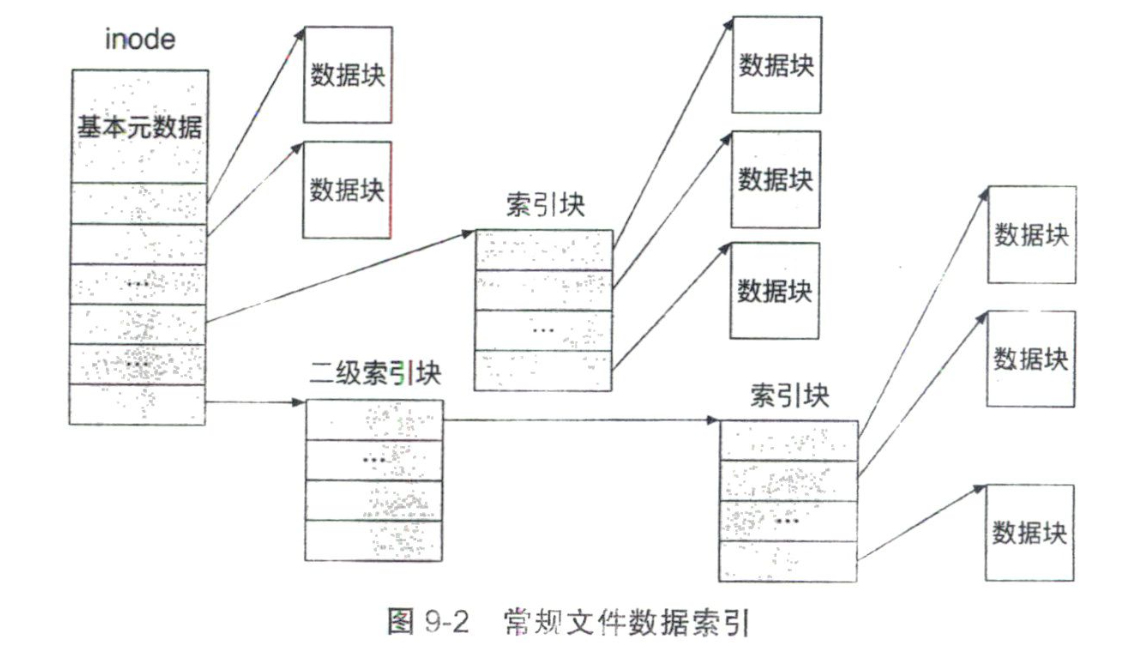 inode
基本元数据
...
...
数据块
数据块
索引块
...
数据块
数据块
数据块
二级索引块
...
索引块
...
数据块
数据块
数据块
图 9-2 常规文件数据索引